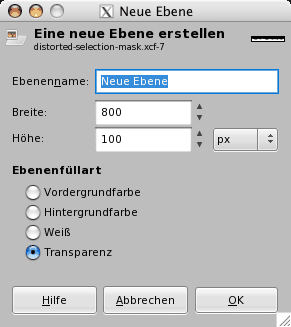 Neue Ebene
Eine neue Ebene erstellen
distorted-selection-mask.xcf-7
Ebenenname: Neue Ebene
Breite: 800
Höhe: 100 px
Ebenenfüllart
Vordergrundfarbe
Hintergrundfarbe
Weiß
Transparenz
Hilfe Abbrechen OK